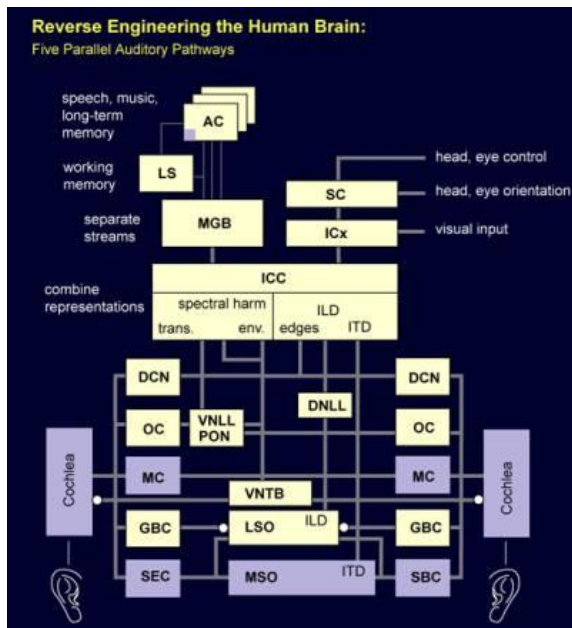 Reverse Engineering the Human Brain:
Five Parallel Auditory Pathways
speech, music,
long-term
memory
AC
working
memory
LS
head, eye control
SC
head, eye orientation
separate
streams
MGB
ICx
visual input
ICC
combine
representations
spectral harm
trans.
env.
ILD
edges
ITD
DCN
DCN
DNLL
OC
VNLL
PON
OC
Cochlea
MC
MC
Cochlea
VNTB
GBC
LSO
ILD
GBC
SEC
MSO
ITD
SBC